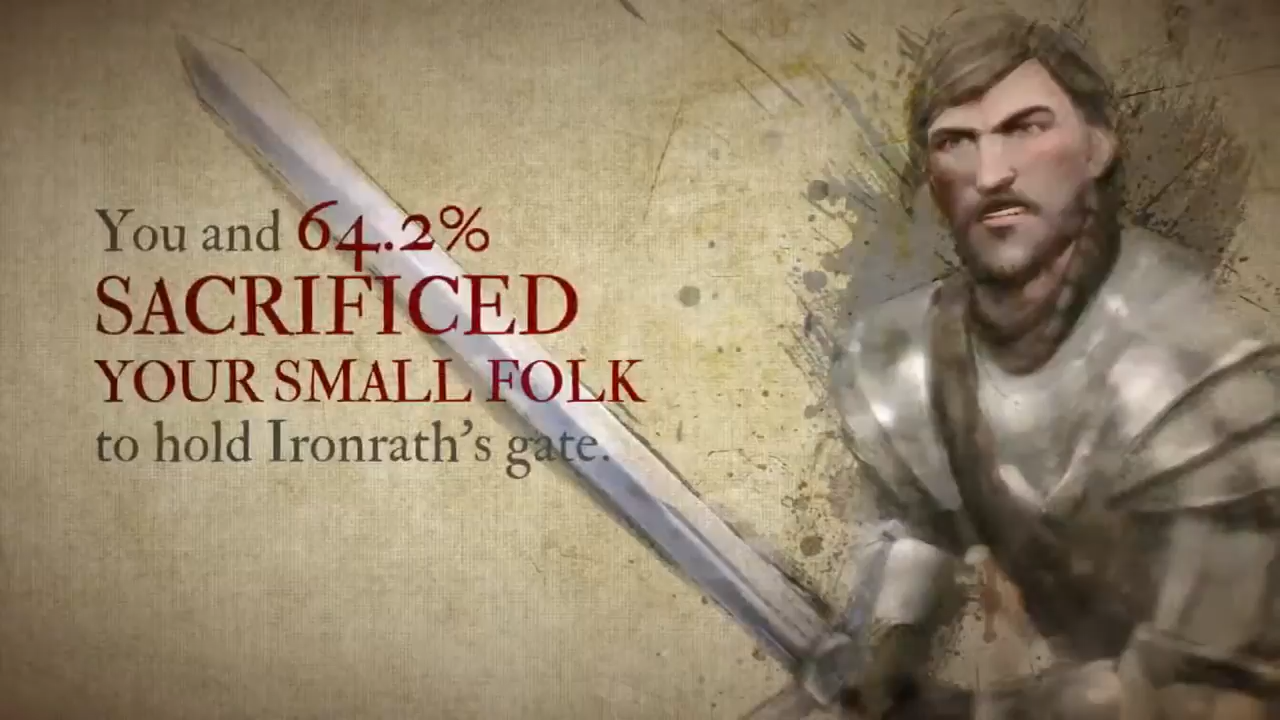 You and 64.2%
SACRIFICED
YOUR SMALL FOLK
to hold Ironrath's gate.